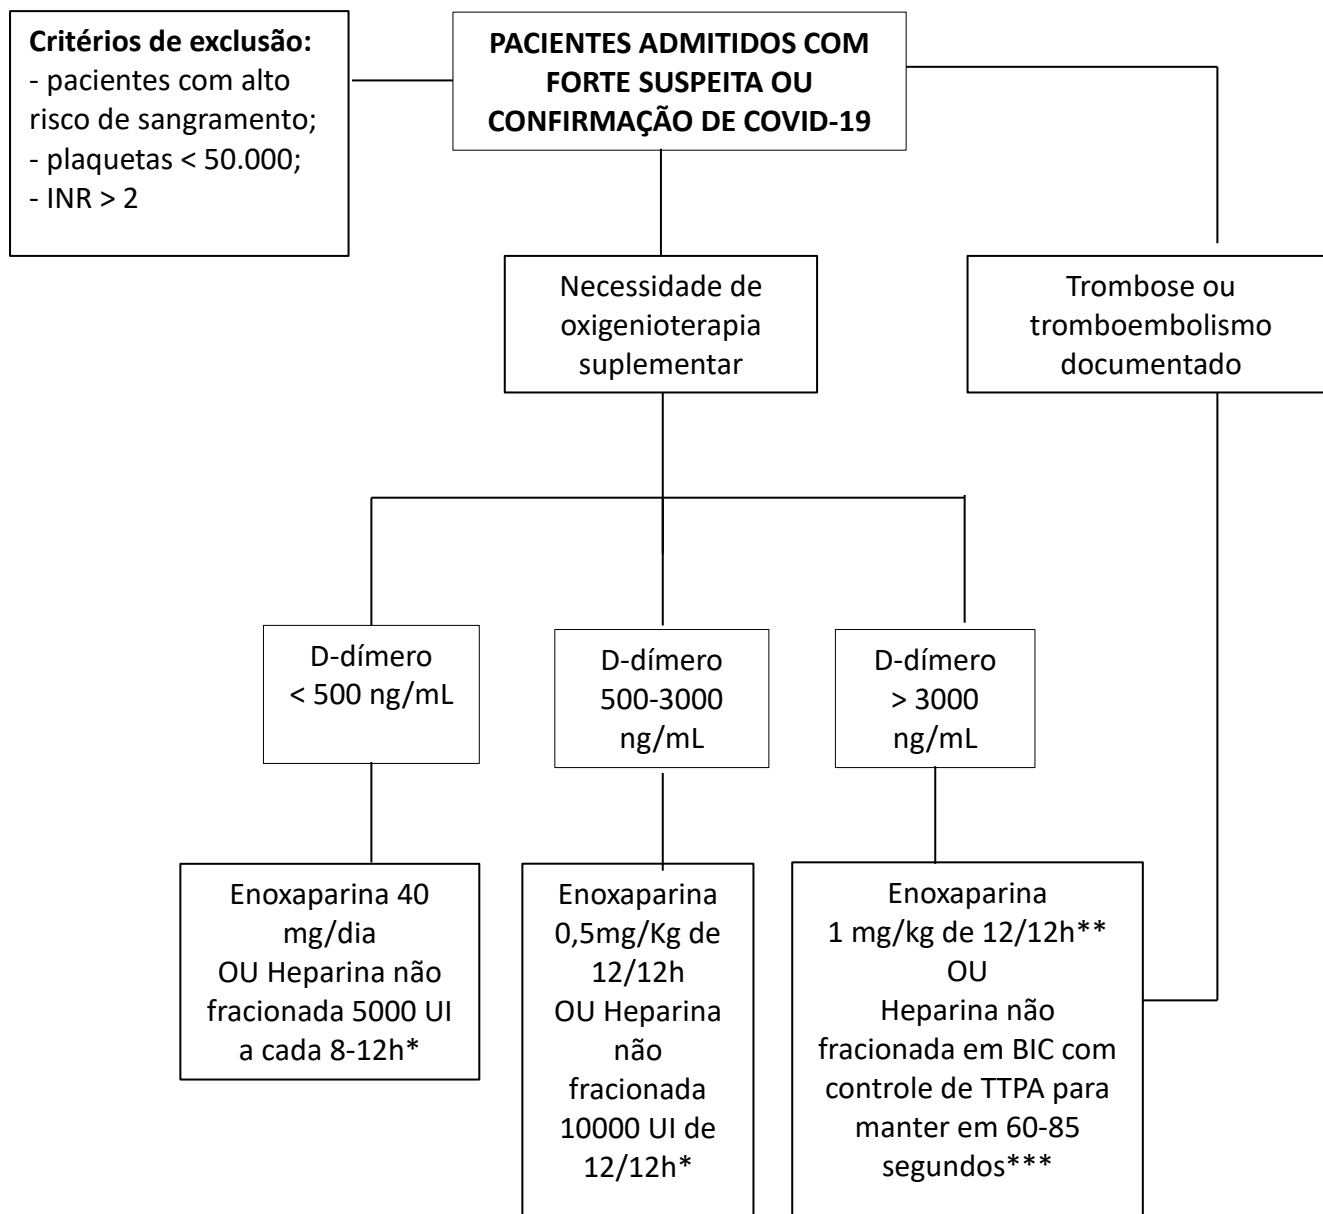 Critérios de exclusão:
- pacientes com alto
risco de sangramento;
- plaquetas < 50.000;
- INR > 2
PACIENTES ADMITIDOS COM
FORTE SUSPEITA OU
CONFIRMAÇÃO DE COVID-19
Necessidade de
oxigenioterapia
suplementar
Trombose ou
tromboembolismo
documentado
D-dímero
< 500 ng/mL
D-dímero
500-3000
ng/mL
D-dímero
> 3000
ng/mL
Enoxaparina 40
mg/dia
OU Heparina não
fracionada 5000 UI
a cada 8-12h*
Enoxaparina
0,5mg/Kg de
12/12h
OU Heparina
não
fracionada
10000 UI de
12/12h*
Enoxaparina
1 mg/kg de 12/12h**
OU
Heparina não
fracionada em BIC com
controle de TTPA para
manter em 60-85
segundos***